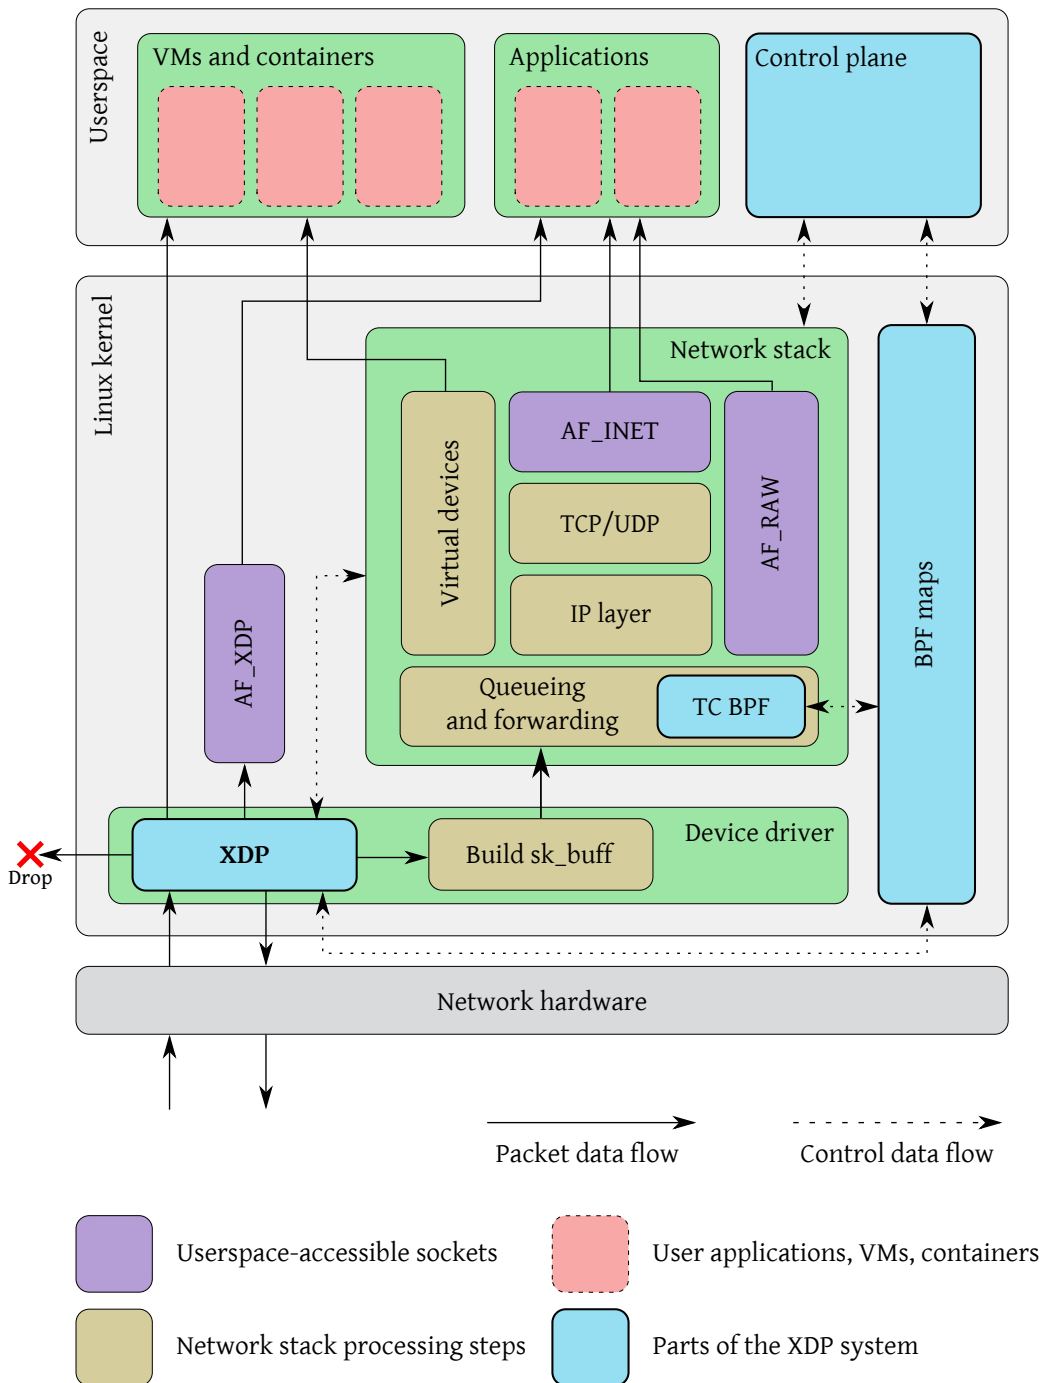 Userspace
VMs and containers
Applications
Control plane
Linux kernel
Network stack
Virtual devices
AF_INET
TCP/UDP
IP layer
AF_RAW
BPF maps
AF_XDP
Queueing
and forwarding
TC BPF
Device driver
XDP
Build sk_buff
Drop
Network hardware
Packet data flow
Control data flow
Userspace-accessible sockets
User applications, VMs, containers
Network stack processing steps
Parts of the XDP system